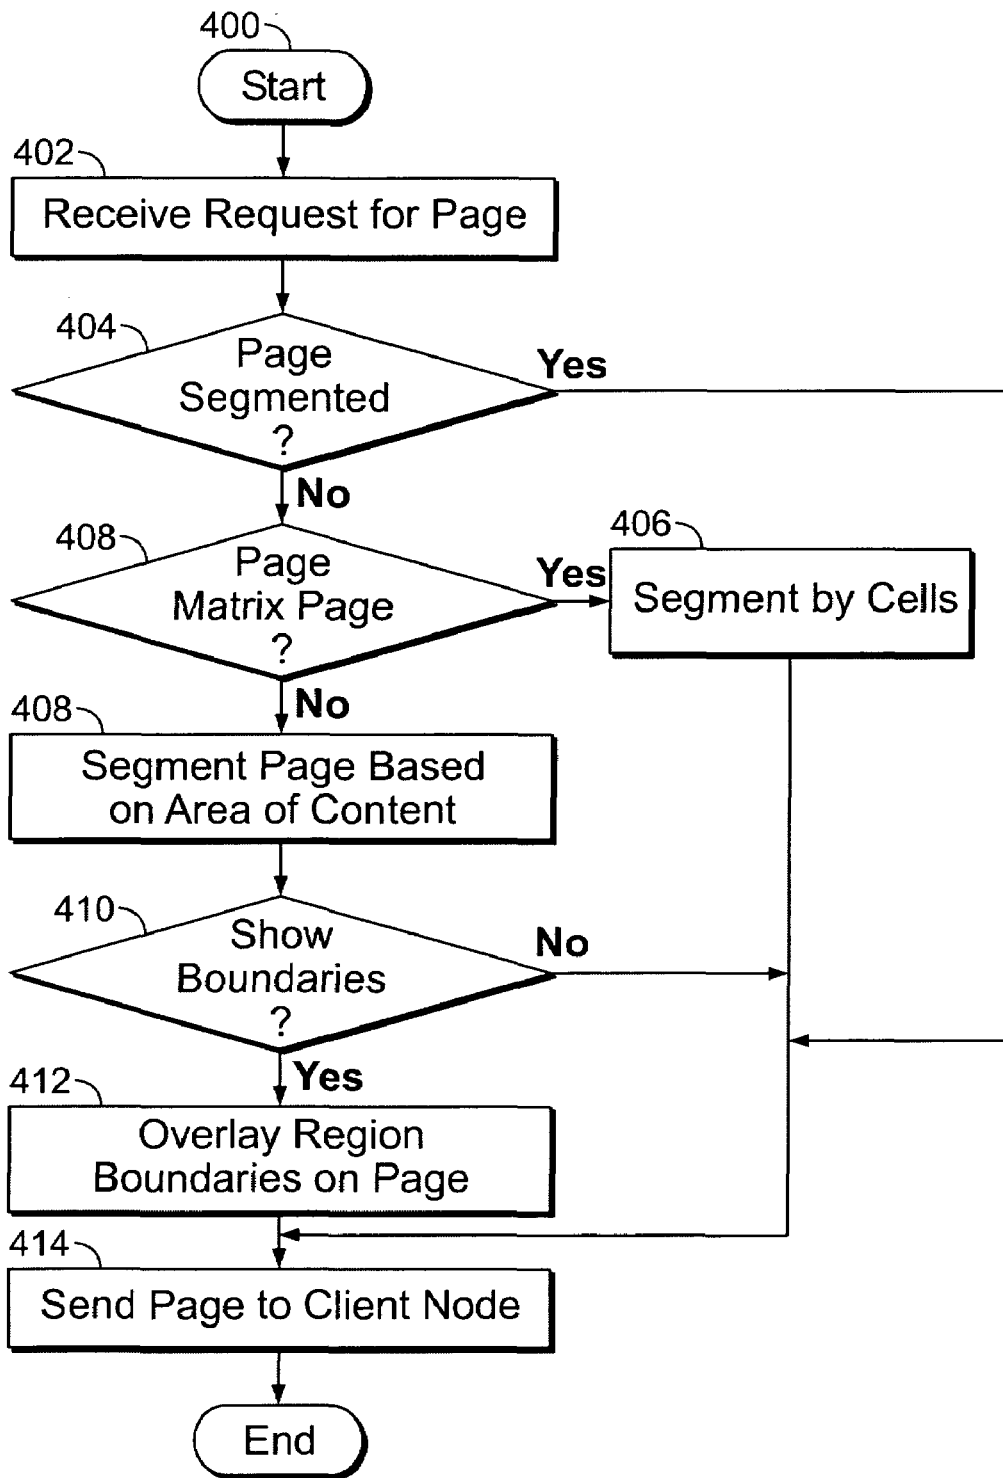 400
Start
402
Receive Request for Page
404
Page
Segmented
?
Yes
No
408
Page
Matrix Page
?
Yes
406
Segment by Cells
No
408
Segment Page Based
on Area of Content
410
Show
Boundaries
?
No
Yes
412
Overlay Region
Boundaries on Page
414
Send Page to Client Node
End